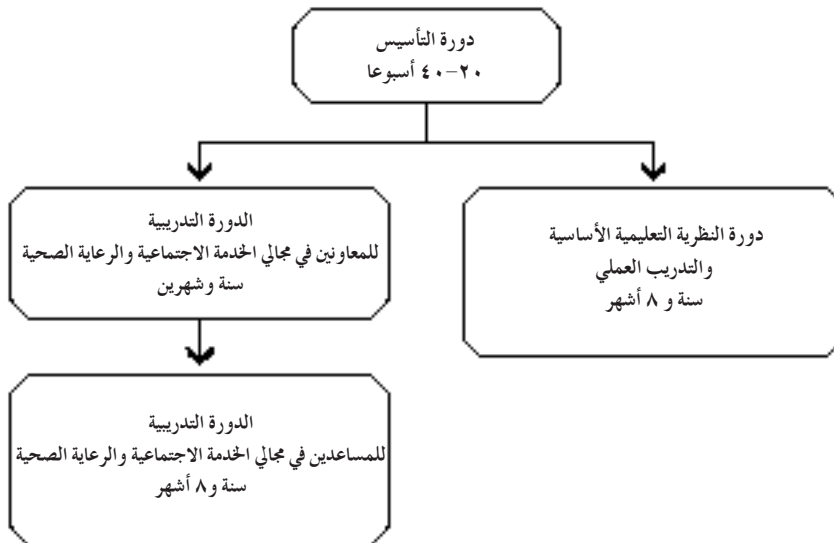 دورة التأسيس
٢٠-٤٠ أسبوعا
الدورة التدريبية
للمعاونين في مجالي الخدمة الاجتماعية والرعاية الصحية
سنة وشهرين
دورة النظرية التعليمية الأساسية
والتدريب العملي
سنة و ٨ أشهر
الدورة التدريبية
للمساعدين في مجالي الخدمة الاجتماعية والرعاية الصحية
سنة و ٨ أشهر